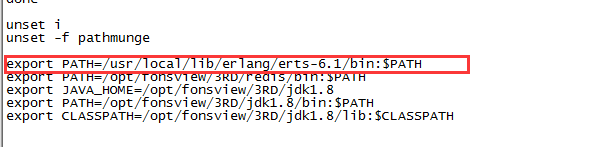 done
unset i
unset -f pathmunge
export PATH=/usr/local/lib/erlang/erts-6.1/bin:$PATH
export PATH=/opt/fonsview/3RD/redis/bin:$PATH
export JAVA_HOME=/opt/fonsview/3RD/jdk1.8
export PATH=/opt/fonsview/3RD/jdk1.8/bin:$PATH
export CLASSPATH=/opt/fonsview/3RD/jdk1.8/lib:$CLASSPATH